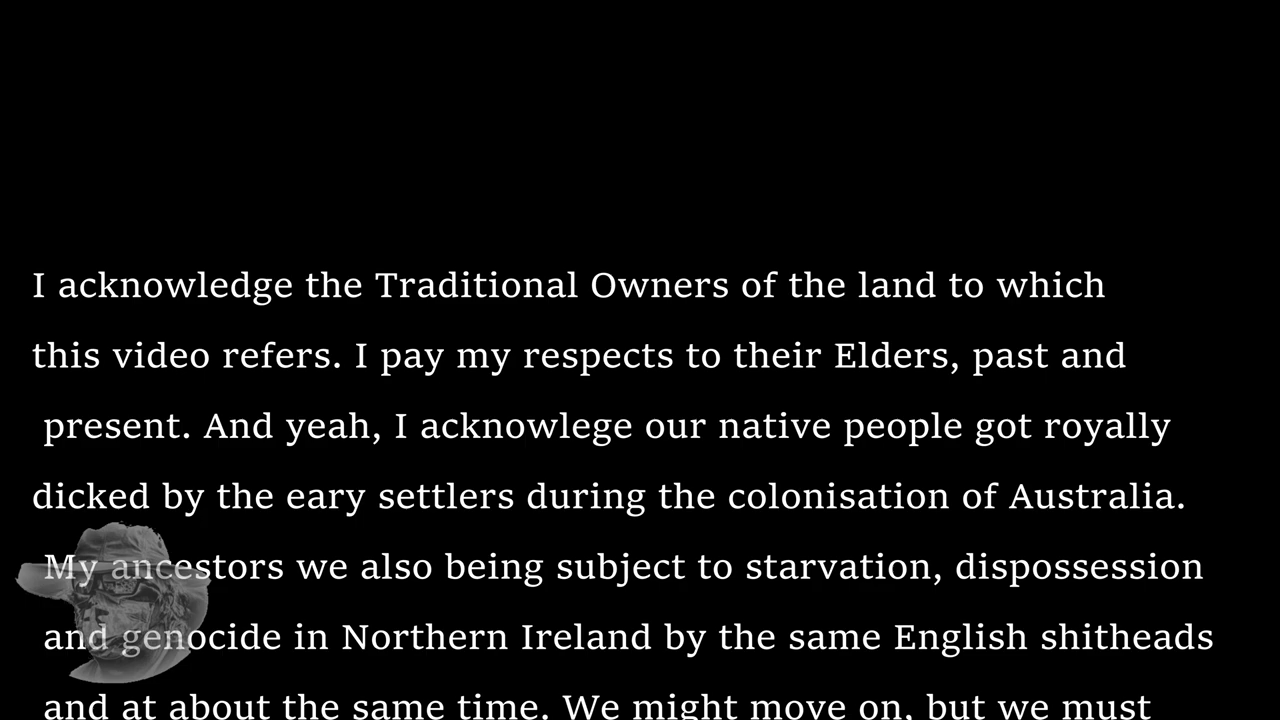 I acknowledge the Traditional Owners of the land to which
this video refers. I pay my respects to their Elders, past and
present. And yeah, I acknowlege our native people got royally
dicked by the eary settlers during the colonisation of Australia.
My ancestors we also being subject to starvation, dispossession
and genocide in Northern Ireland by the same English shitheads
and at about the same time. We might move on, but we must